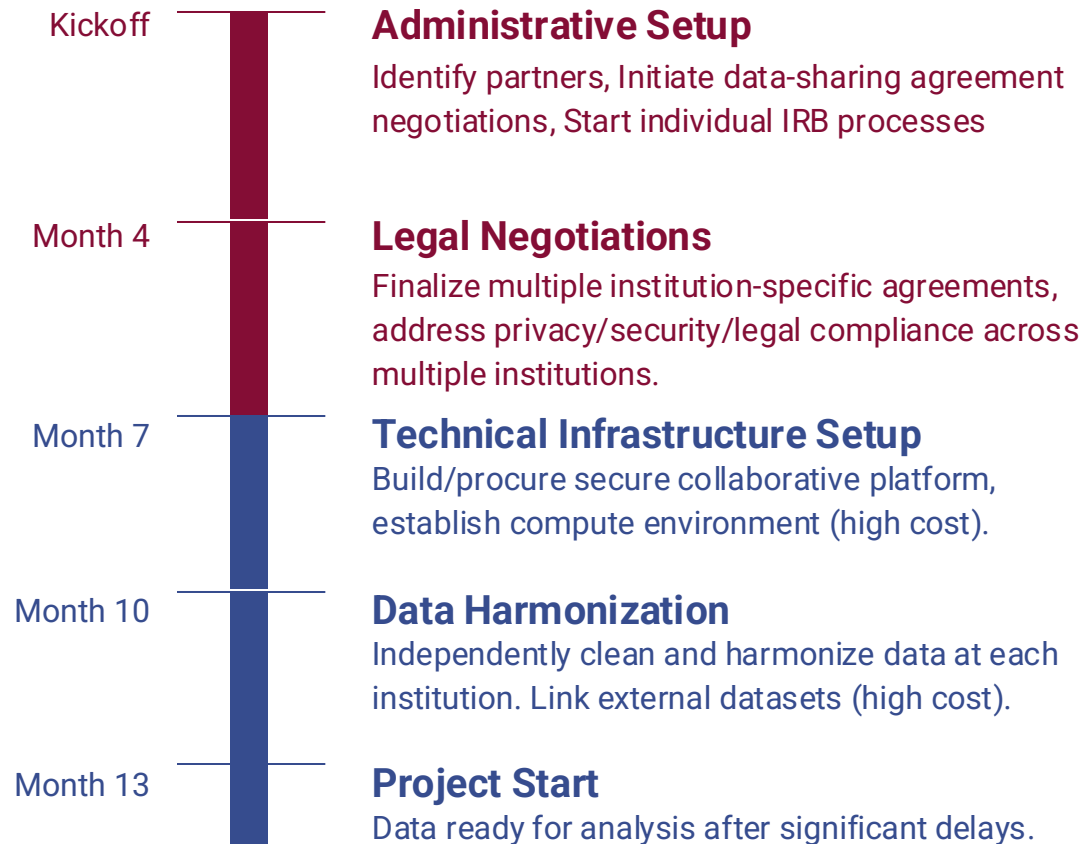 Kickoff
Administrative Setup
Identify partners, Initiate data-sharing agreement
negotiations, Start individual IRB processes
Month 4
Legal Negotiations
Finalize multiple institution-specific agreements,
address privacy/security/legal compliance across
multiple institutions.
Month 7
Technical Infrastructure Setup
Build/procure secure collaborative platform,
establish compute environment (high cost).
Month 10
Data Harmonization
Independently clean and harmonize data at each
institution. Link external datasets (high cost).
Month 13
Project Start
Data ready for analysis after significant delays.